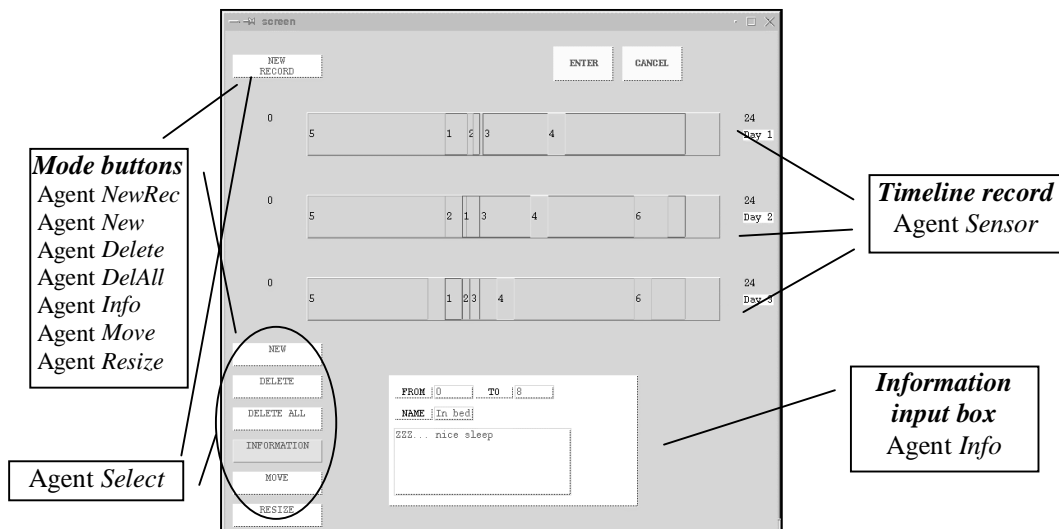 screen
NEW
RECORD
ENTER
CANCEL
0
24
5
1
2
3
4
Day 1
0
24
5
2
1
3
4
6
Day 2
0
24
5
1
2
3
4
6
Day 3
NEW
DELETE
DELETE ALL
INFORMATION
MOVE
RESIZE
FROM 0 TO 8
NAME In bed
ZZZ... nice sleep
Mode buttons
Agent NewRec
Agent New
Agent Delete
Agent DelAll
Agent Info
Agent Move
Agent Resize
Agent Select
Timeline record
Agent Sensor
Information
input box
Agent Info